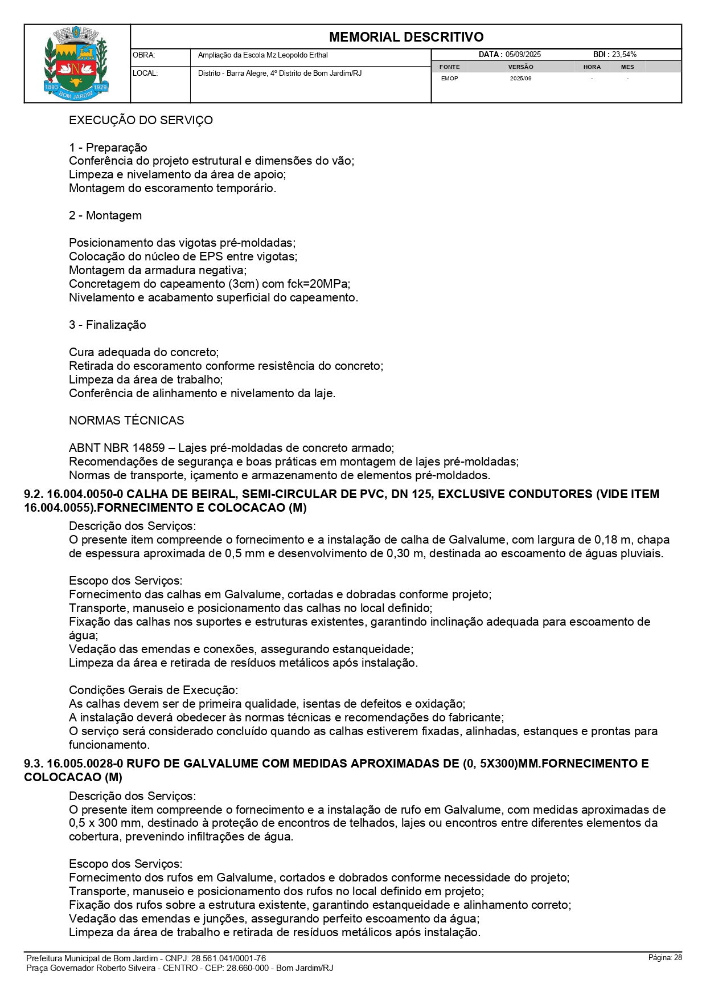 MEMORIAL DESCRITIVO
OBRA: Ampliação da Escola Mz Leopoldo Erthal
DATA : 05/09/2025 BDI : 23,54%
FONTE VERSÃO HORA MES
LOCAL: Distrito - Barra Alegre, 4º Distrito de Bom Jardim/RJ
EMOP 2025/09 - -
N
1893 1929
BOM JARDIM
EXECUÇÃO DO SERVIÇO
1 - Preparação
Conferência do projeto estrutural e dimensões do vão;
Limpeza e nivelamento da área de apoio;
Montagem do escoramento temporário.
2 - Montagem
Posicionamento das vigotas pré-moldadas;
Colocação do núcleo de EPS entre vigotas;
Montagem da armadura negativa;
Concretagem do capeamento (3cm) com fck=20MPa;
Nivelamento e acabamento superficial do capeamento.
3 - Finalização
Cura adequada do concreto;
Retirada do escoramento conforme resistência do concreto;
Limpeza da área de trabalho;
Conferência de alinhamento e nivelamento da laje.
NORMAS TÉCNICAS
ABNT NBR 14859 – Lajes pré-moldadas de concreto armado;
Recomendações de segurança e boas práticas em montagem de lajes pré-moldadas;
Normas de transporte, içamento e armazenamento de elementos pré-moldados.
9.2. 16.004.0050-0 CALHA DE BEIRAL, SEMI-CIRCULAR DE PVC, DN 125, EXCLUSIVE CONDUTORES (VIDE ITEM
16.004.0055).FORNECIMENTO E COLOCACAO (M)
Descrição dos Serviços:
O presente item compreende o fornecimento e a instalação de calha de Galvalume, com largura de 0,18 m, chapa
de espessura aproximada de 0,5 mm e desenvolvimento de 0,30 m, destinada ao escoamento de águas pluviais.
Escopo dos Serviços:
Fornecimento das calhas em Galvalume, cortadas e dobradas conforme projeto;
Transporte, manuseio e posicionamento das calhas no local definido;
Fixação das calhas nos suportes e estruturas existentes, garantindo inclinação adequada para escoamento de
água;
Vedação das emendas e conexões, assegurando estanqueidade;
Limpeza da área e retirada de resíduos metálicos após instalação.
Condições Gerais de Execução:
As calhas devem ser de primeira qualidade, isentas de defeitos e oxidação;
A instalação deverá obedecer às normas técnicas e recomendações do fabricante;
O serviço será considerado concluído quando as calhas estiverem fixadas, alinhadas, estanques e prontas para
funcionamento.
9.3. 16.005.0028-0 RUFO DE GALVALUME COM MEDIDAS APROXIMADAS DE (0, 5X300)MM.FORNECIMENTO E
COLOCACAO (M)
Descrição dos Serviços:
O presente item compreende o fornecimento e a instalação de rufo em Galvalume, com medidas aproximadas de
0,5 x 300 mm, destinado à proteção de encontros de telhados, lajes ou encontros entre diferentes elementos da
cobertura, prevenindo infiltrações de água.
Escopo dos Serviços:
Fornecimento dos rufos em Galvalume, cortados e dobrados conforme necessidade do projeto;
Transporte, manuseio e posicionamento dos rufos no local definido em projeto;
Fixação dos rufos sobre a estrutura existente, garantindo estanqueidade e alinhamento correto;
Vedação das emendas e junções, assegurando perfeito escoamento da água;
Limpeza da área de trabalho e retirada de resíduos metálicos após instalação.
Prefeitura Municipal de Bom Jardim - CNPJ: 28.561.041/0001-76 Página: 28
Praça Governador Roberto Silveira - CENTRO - CEP: 28.660-000 - Bom Jardim/RJ